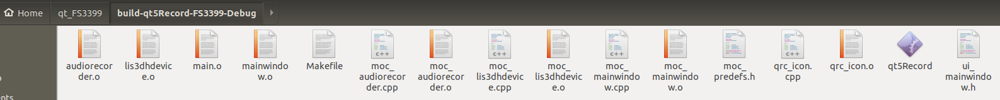 Home qt_FS3399 build-qt5Record-FS3399-Debug
audiorecor
der.o
lis3dhdevic
e.o
main.o
mainwindo
w.o
Makefile
moc_
audiorecor
der.cpp
moc_
audiorecor
der.o
moc_
lis3dhdevic
e.cpp
moc_
lis3dhdevic
e.o
moc_
mainwindo
w.cpp
moc_
mainwindo
w.o
moc_
predefs.h
qrc_icon.
cpp
qrc_icon.o
qt5Record
ui_
mainwindo
w.h